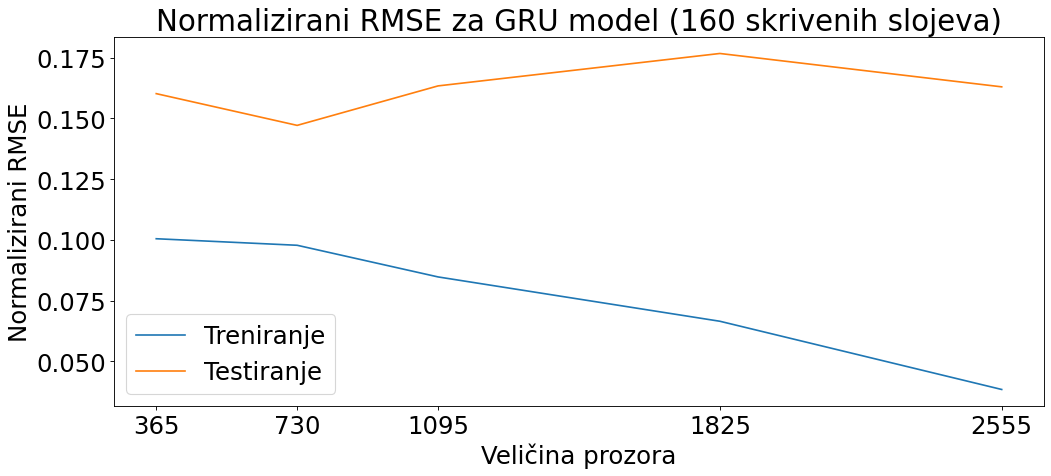 Normalizirani RMSE za GRU model (160 skrivenih slojeva)
Normalizirani RMSE
0.175
0.150
0.125
0.100
0.075
0.050
Treniranje
Testiranje
365 730 1095 1825 2555
Veličina prozora